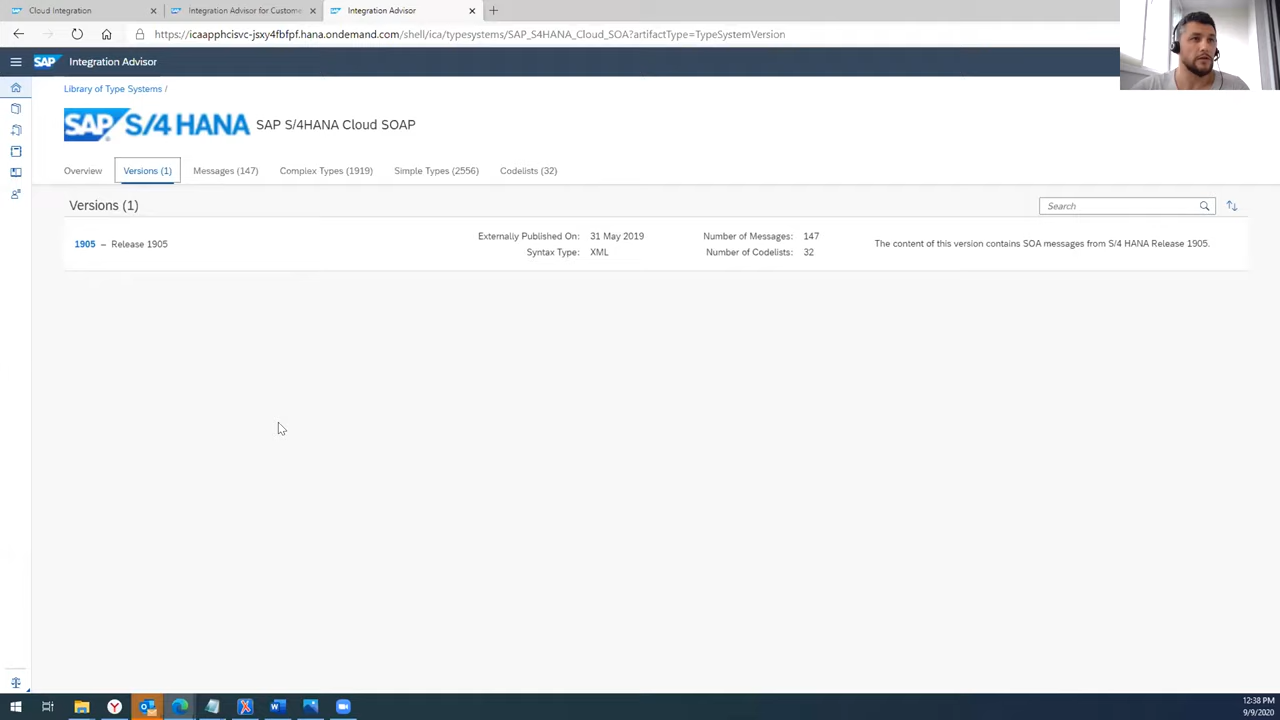 Cloud Integration
Integration Advisor for Custome
Integration Advisor
https://icaapphcisvc-jsxy4fbfpf.hana.ondemand.com/shell/ica/typesystems/SAP_S4HANA_Cloud_SOA?artifactType=TypeSystemVersion
SAP Integration Advisor
Library of Type Systems /
SAP S/4 HANA SAP S/4HANA Cloud SOAP
Overview Versions (1) Messages (147) Complex Types (1919) Simple Types (2556) Codelists (32)
Versions (1) Search
1905 – Release 1905
Externally Published On: 31 May 2019
Syntax Type: XML
Number of Messages: 147
Number of Codelists: 32
The content of this version contains SOA messages from S/4 HANA Release 1905.
12:38 PM
9/9/2020